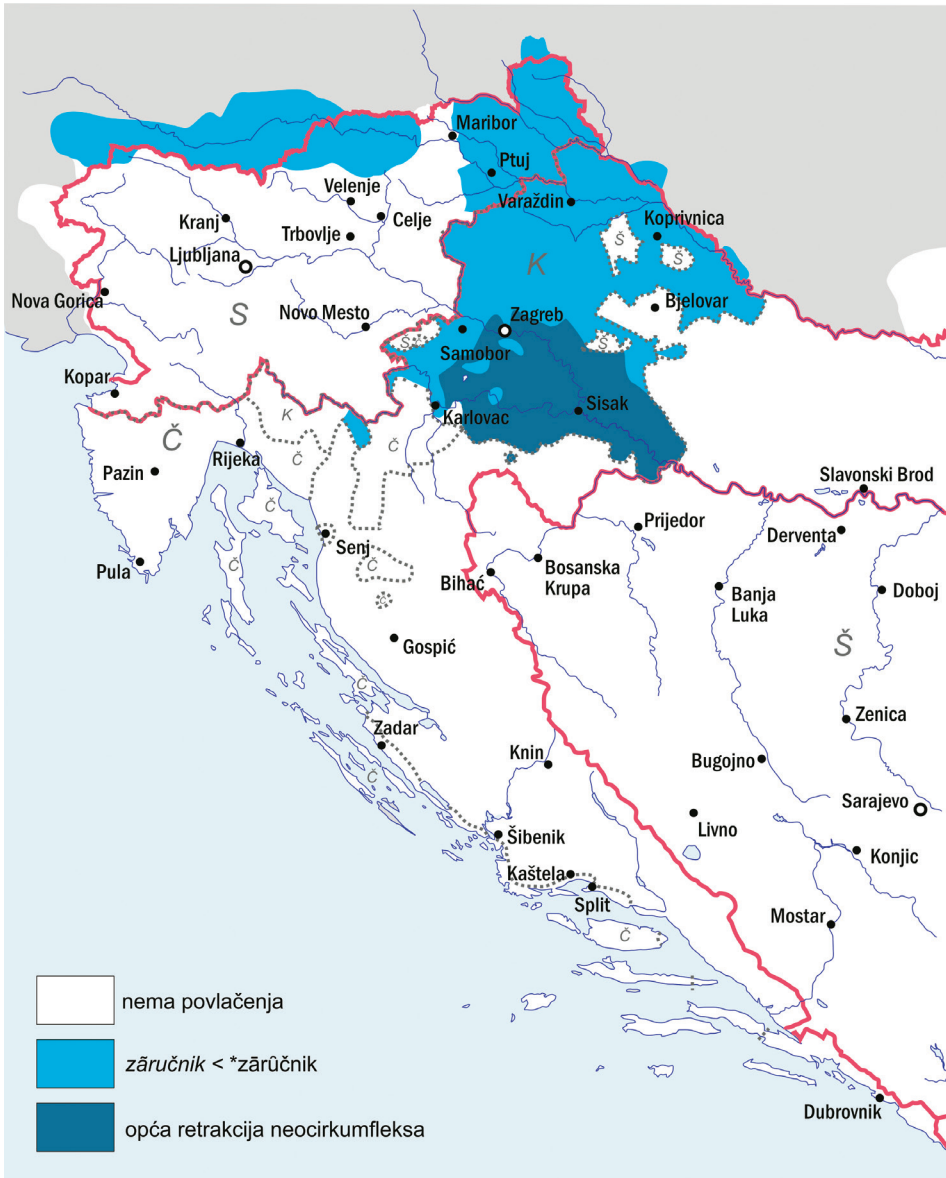 Maribor
Ptuj
Velenje
Varaždin
Kranj
Celje
Koprivnica
Trbovlje
Š
Ljubljana
K
Š
Nova Gorica
S
Novo Mesto
Bjelovar
Zagreb
Š
Š
Samobor
Kopar
Karlovac
Sisak
K
Č
Č
Rijeka
Č
Pazin
Slavonski Brod
Č
Prijedor
Derventa
Senj
Pula
Č
Č
Bihać
Bosanska
Krupa
Banja
Luka
Doboj
Č
Gospić
Š
Č
Zenica
Zadar
Knin
Bugojno
Č
Sarajevo
Livno
Šibenik
Konjic
Kaštela
Split
Mostar
Č
nema povlačenja
zāručnik < *zārȗčnik
opća retrakcija neocirkumfleksa
Dubrovnik